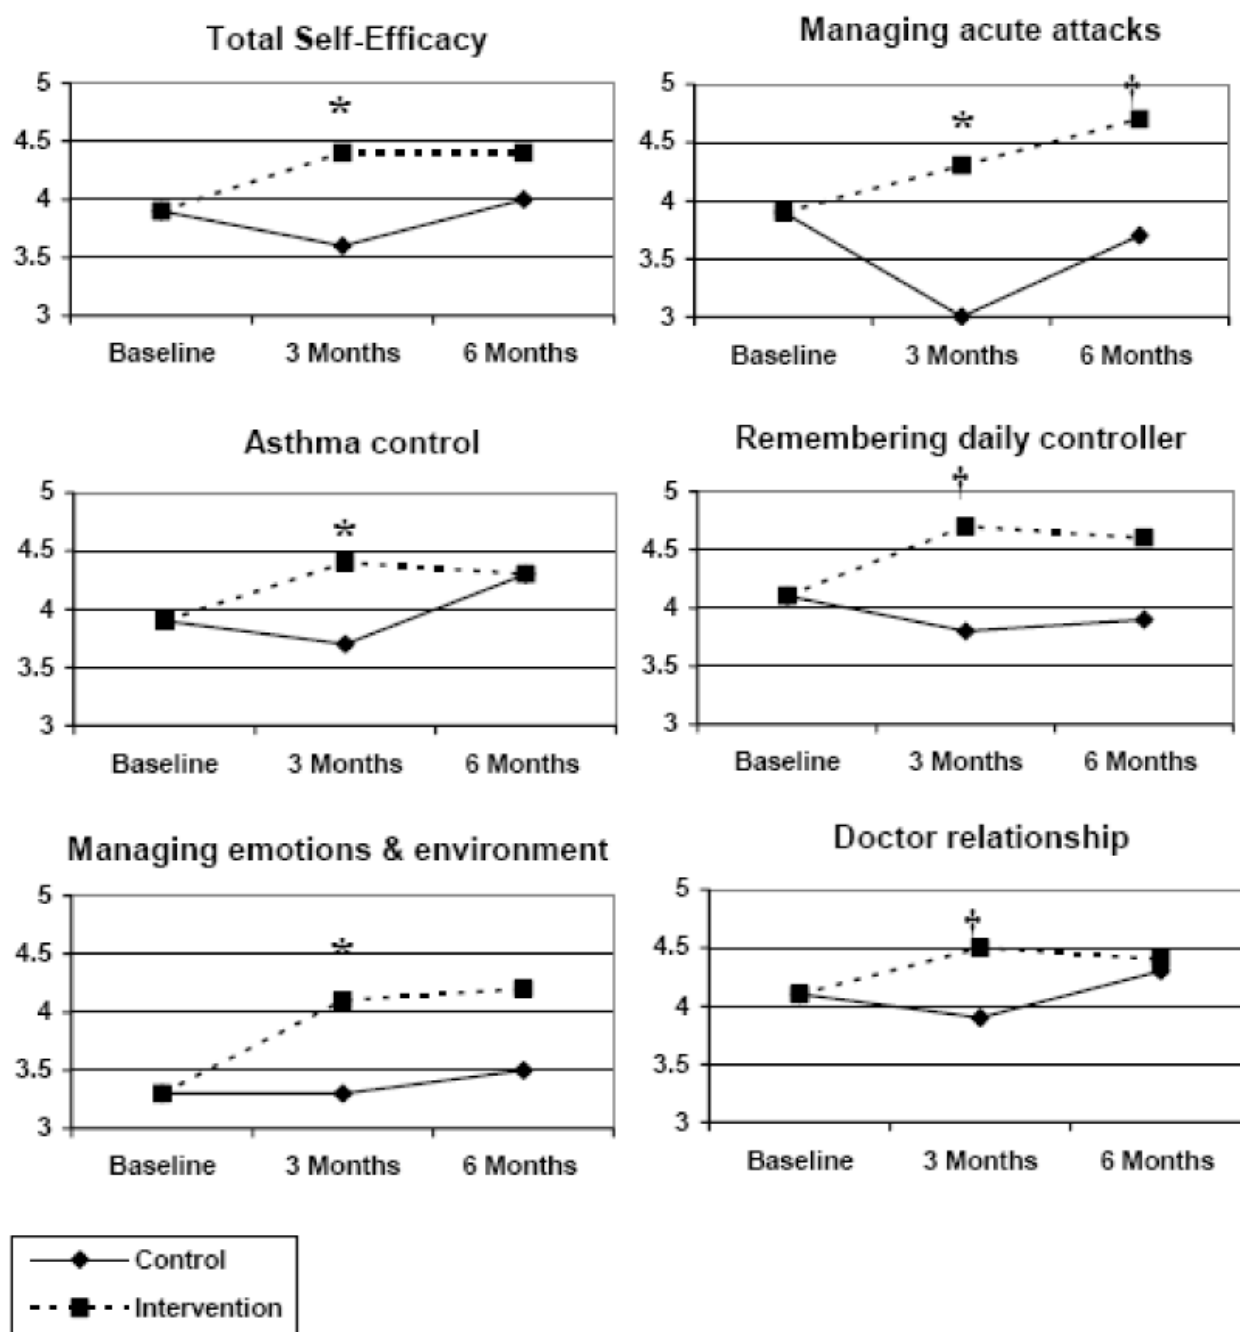 Total Self-Efficacy
5
*
4.5
4
3.5
3
Baseline 3 Months 6 Months
Managing acute attacks
5
†
*
4.5
4
3.5
3
Baseline 3 Months 6 Months
Asthma control
5
*
4.5
4
3.5
3
Baseline 3 Months 6 Months
Remembering daily controller
†
5
4.5
4
3.5
3
Baseline 3 Months 6 Months
Managing emotions & environment
5
4.5
*
4
3.5
3
Baseline 3 Months 6 Months
Doctor relationship
5
†
4.5
4
3.5
3
Baseline 3 Months 6 Months
Control
Intervention